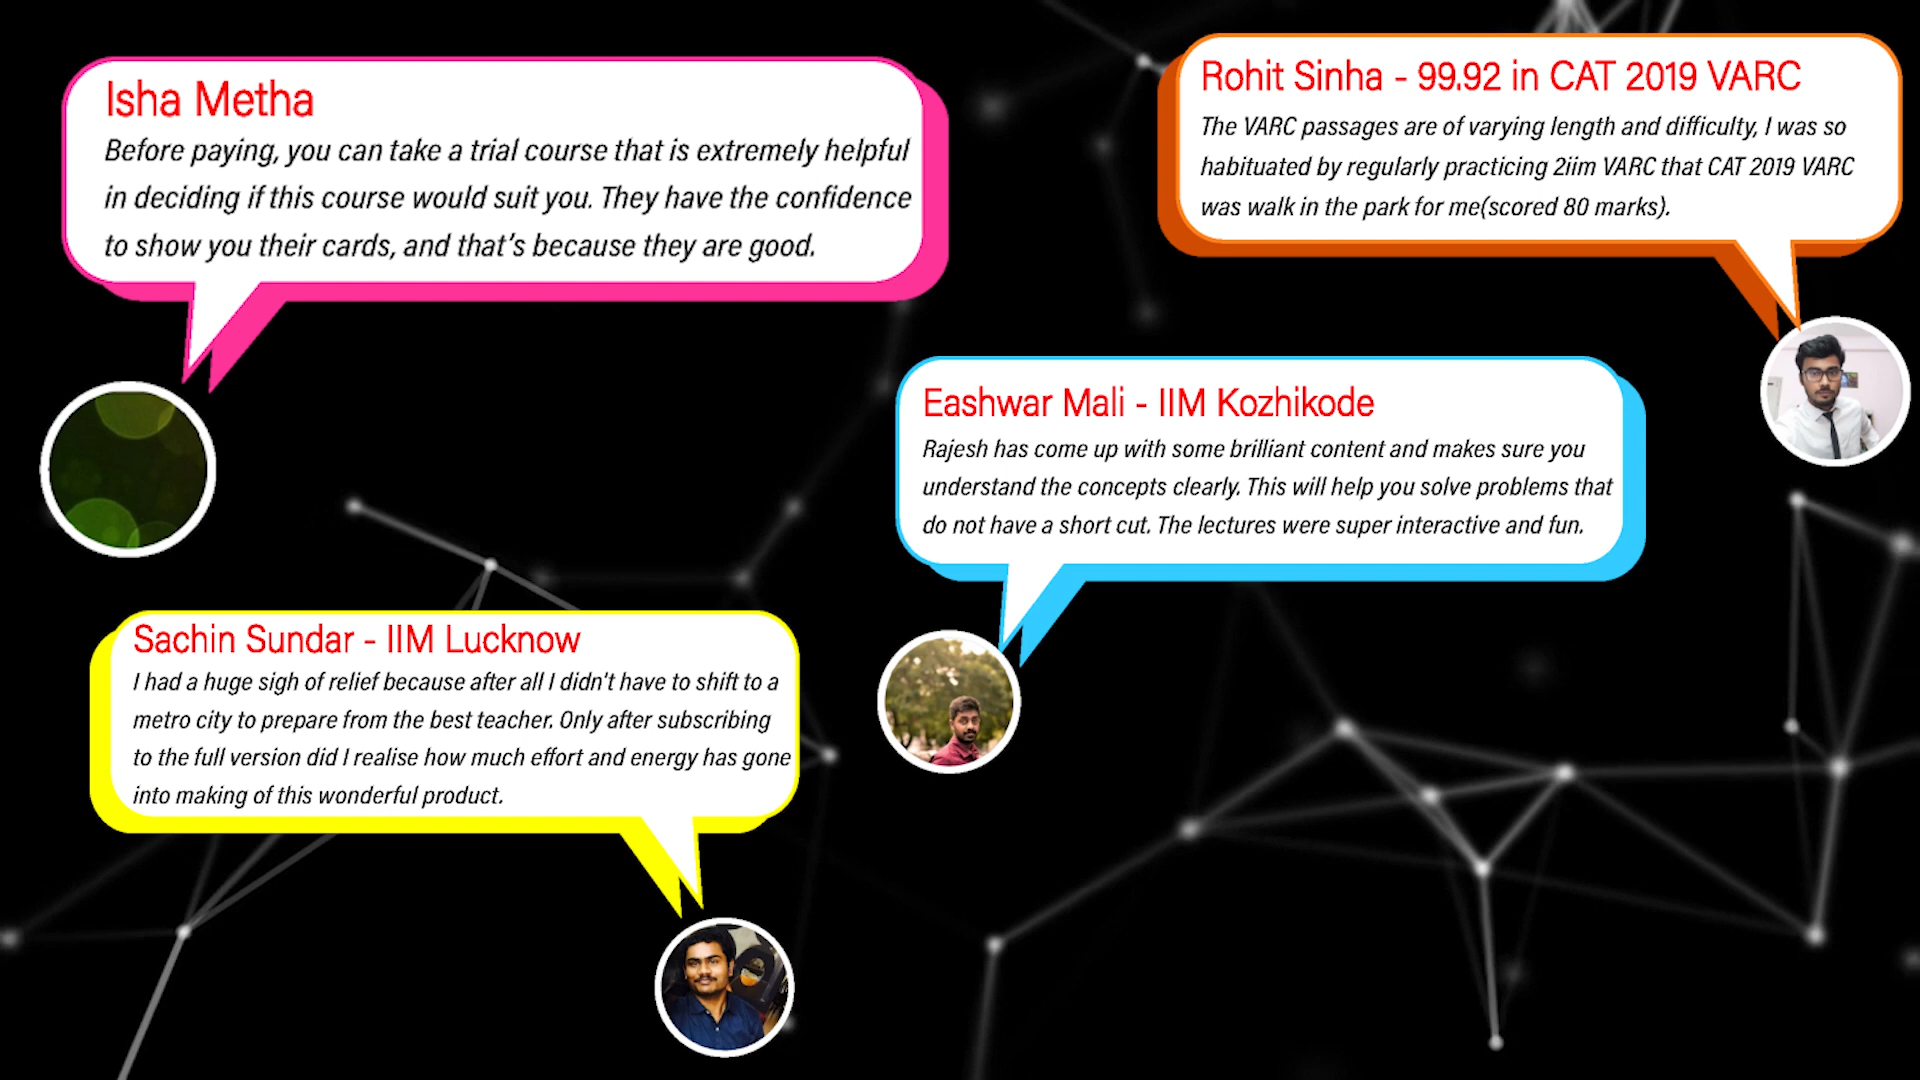 Isha Metha
Before paying, you can take a trial course that is extremely helpful
in deciding if this course would suit you. They have the confidence
to show you their cards, and that's because they are good.
Rohit Sinha - 99.92 in CAT 2019 VARC
The VARC passages are of varying length and difficulty, I was so
habituated by regularly practicing 2iim VARC that CAT 2019 VARC
was walk in the park for me(scored 80 marks).
Eashwar Mali - IIM Kozhikode
Rajesh has come up with some brilliant content and makes sure you
understand the concepts clearly. This will help you solve problems that
do not have a short cut. The lectures were super interactive and fun.
Sachin Sundar - IIM Lucknow
I had a huge sigh of relief because after all I didn't have to shift to a
metro city to prepare from the best teacher. Only after subscribing
to the full version did I realise how much effort and energy has gone
into making of this wonderful product.